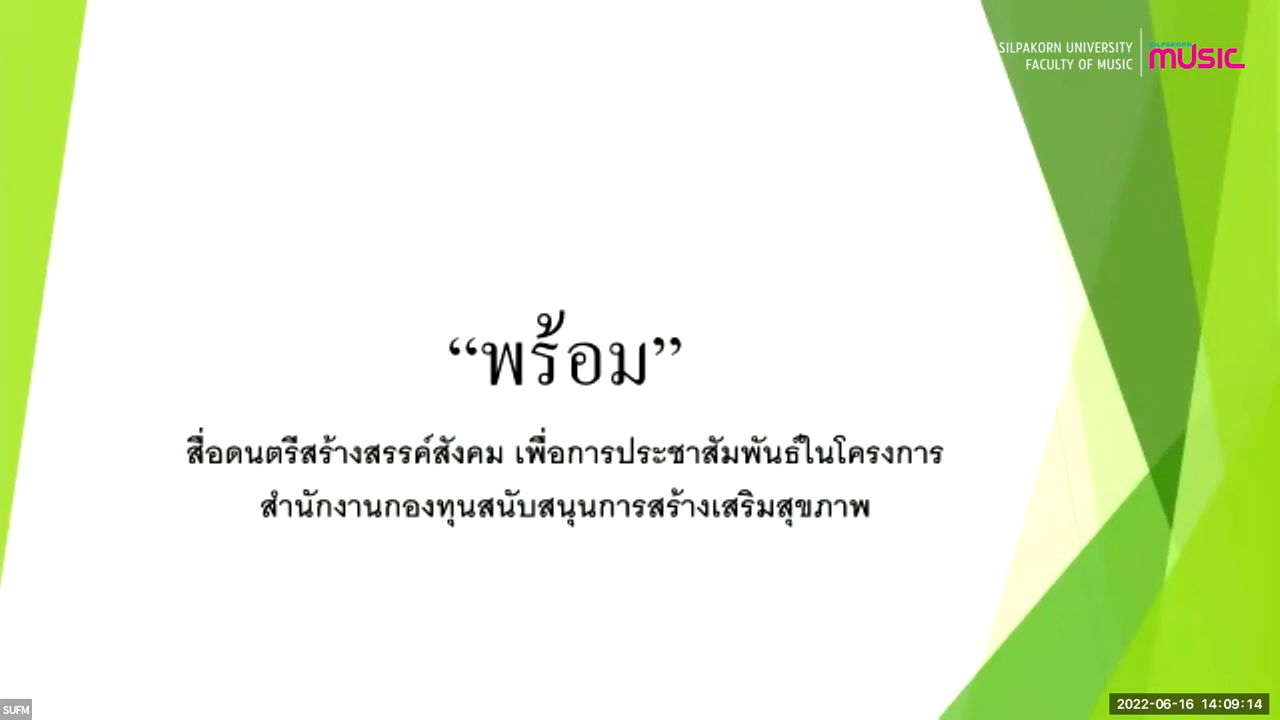 SILPAKORN UNIVERSITY
FACULTY OF MUSIC
SILPAKORN
MUSIC
“พร้อม”
สื่อดนตรีสร้างสรรค์สังคม เพื่อการประชาสัมพันธ์ในโครงการ
สำนักงานกองทุนสนับสนุนการสร้างเสริมสุขภาพ
SUFM
2022-06-16 14:09:14